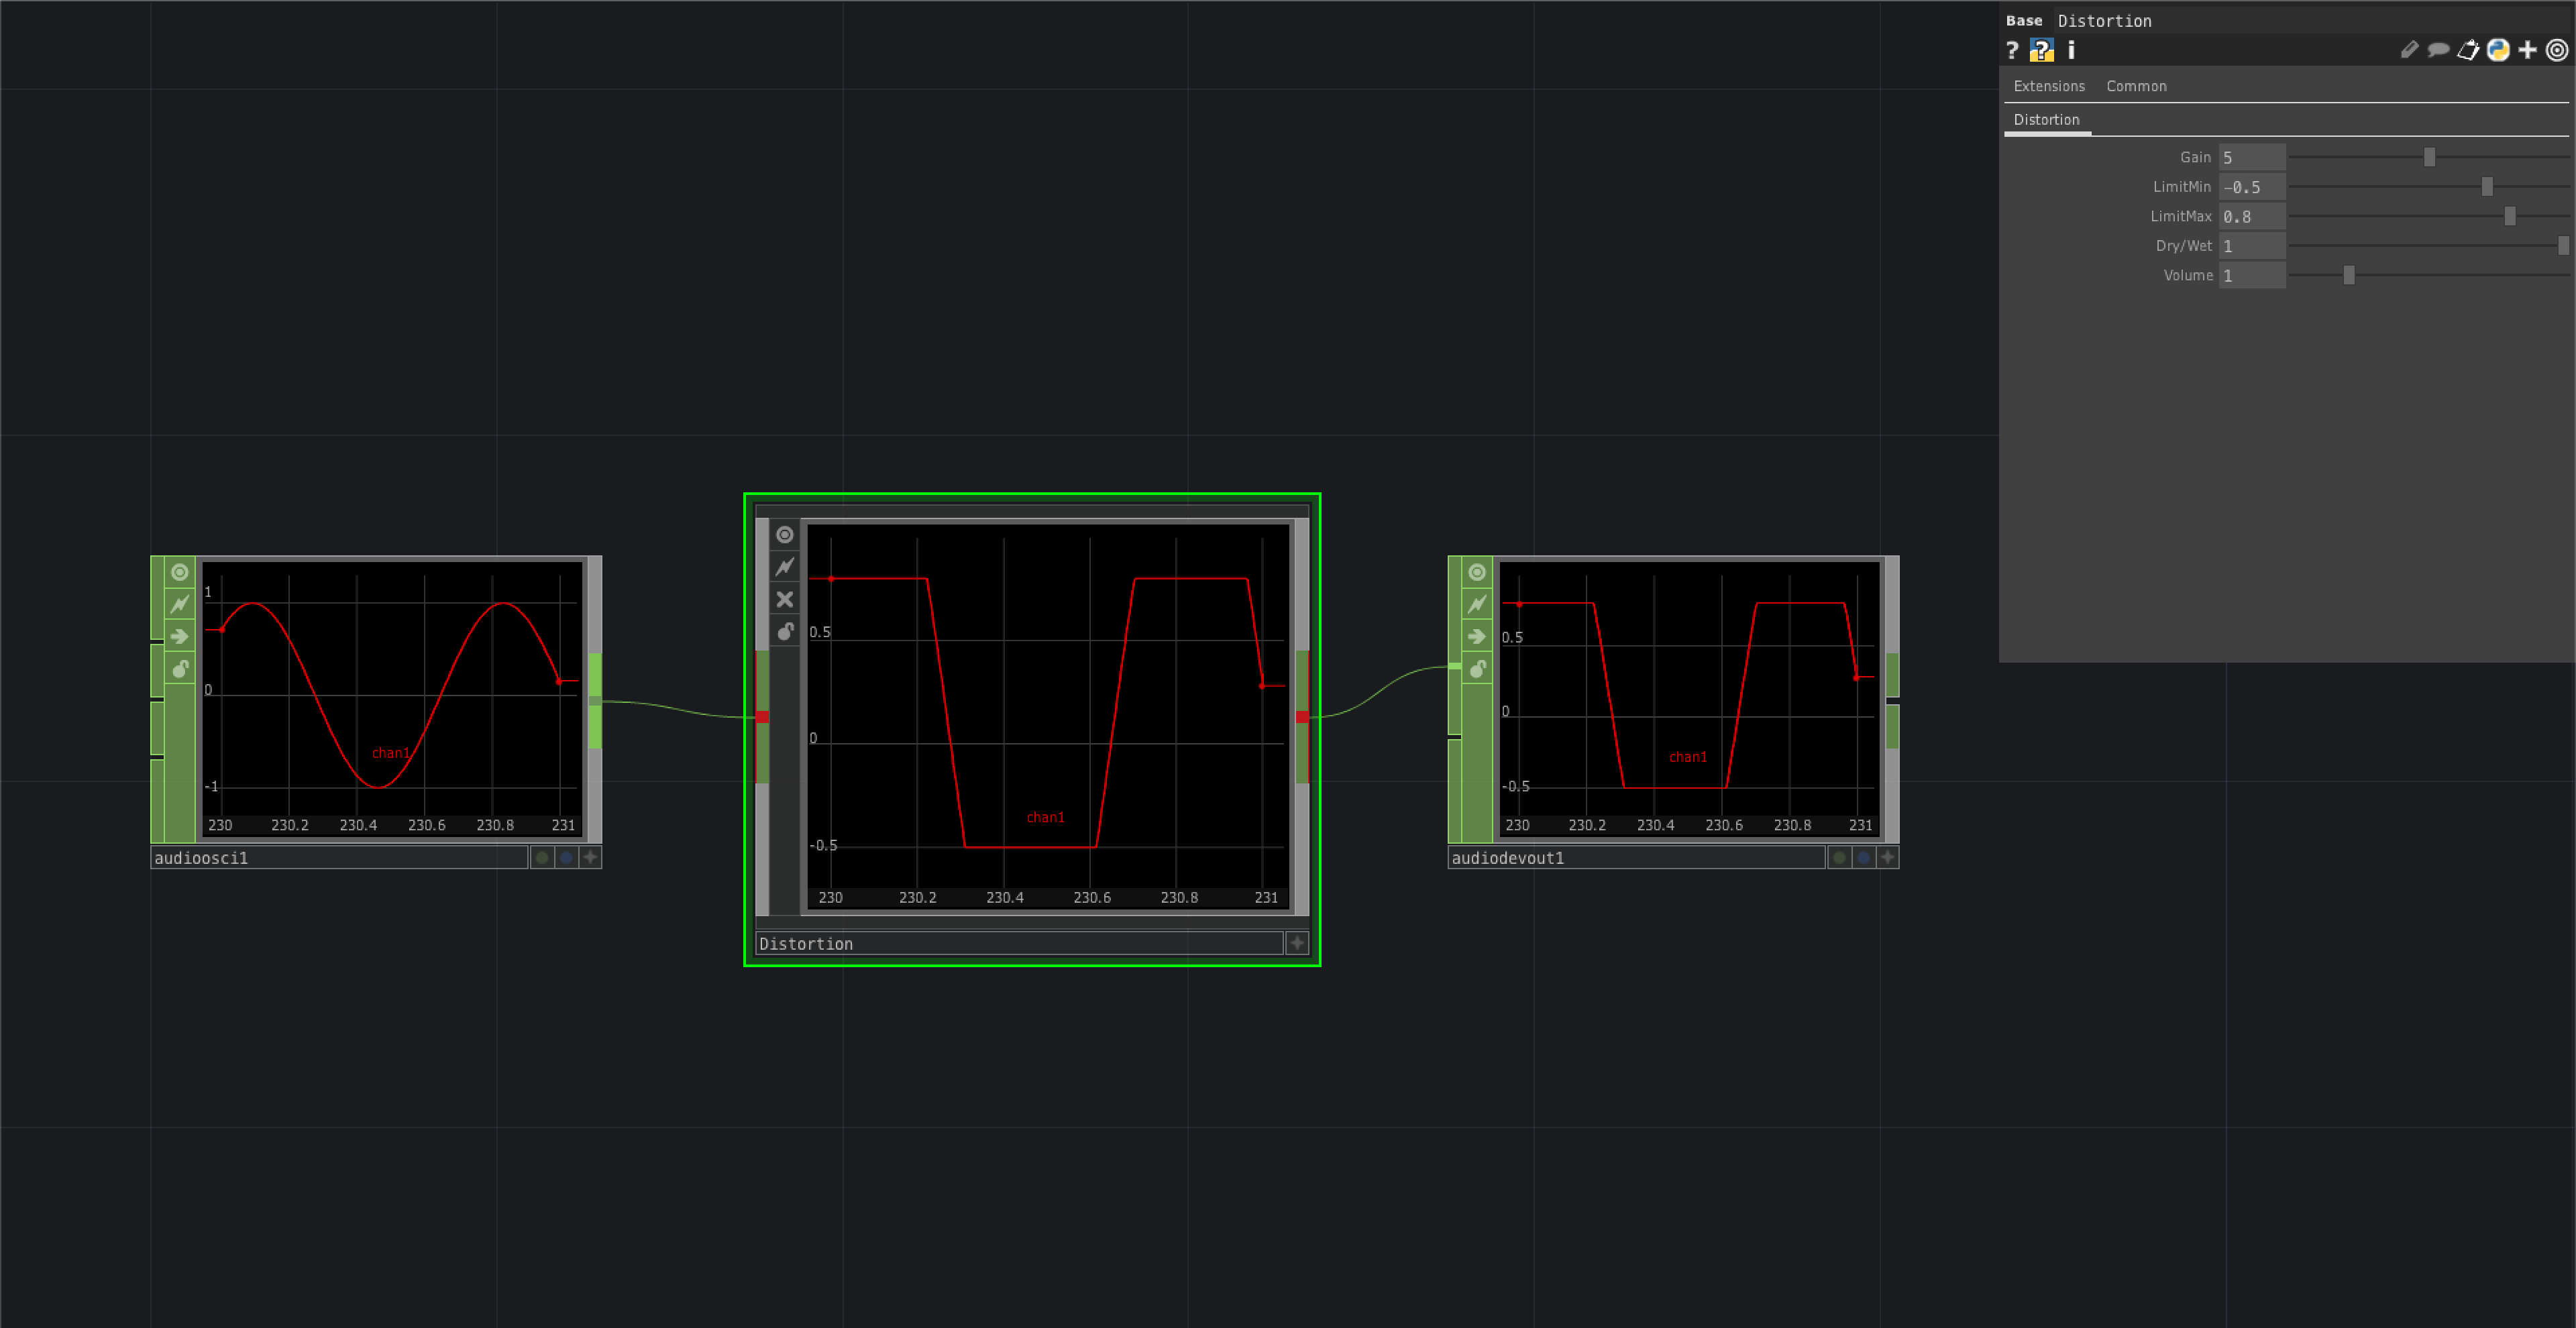 Base Distortion
? ? i
Extensions Common
Distortion
Gain 5
LimitMin -0.5
LimitMax 0.8
Dry/Wet 1
Volume 1
1
0
-1
chan1
230 230.2 230.4 230.6 230.8 231
audioosci1
0.5
0
-0.5
chan1
230 230.2 230.4 230.6 230.8 231
Distortion
0.5
0
-0.5
chan1
230 230.2 230.4 230.6 230.8 231
audiodevout1